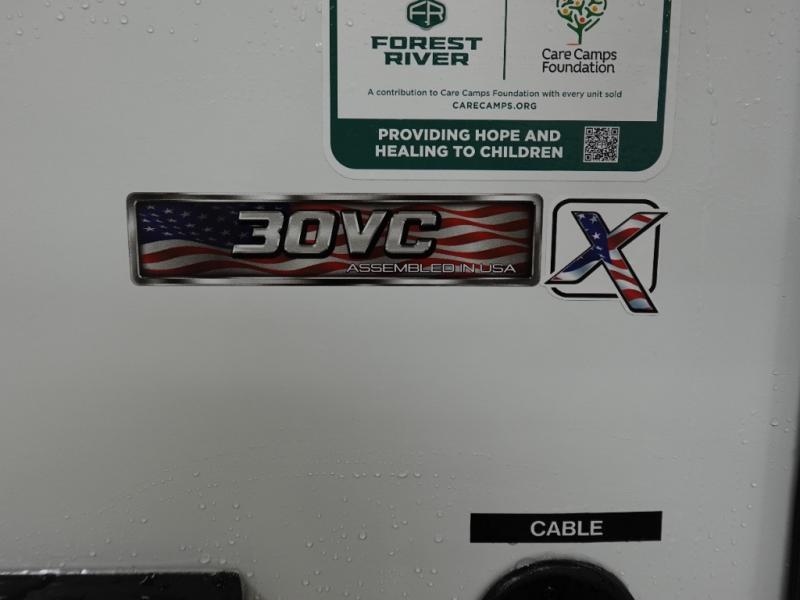 FR
FOREST
RIVER
Care Camps
Foundation
A contribution to Care Camps Foundation with every unit sold
CARECAMPS.ORG
PROVIDING HOPE AND
HEALING TO CHILDREN
30VC
ASSEMBLED IN USA
X
CABLE